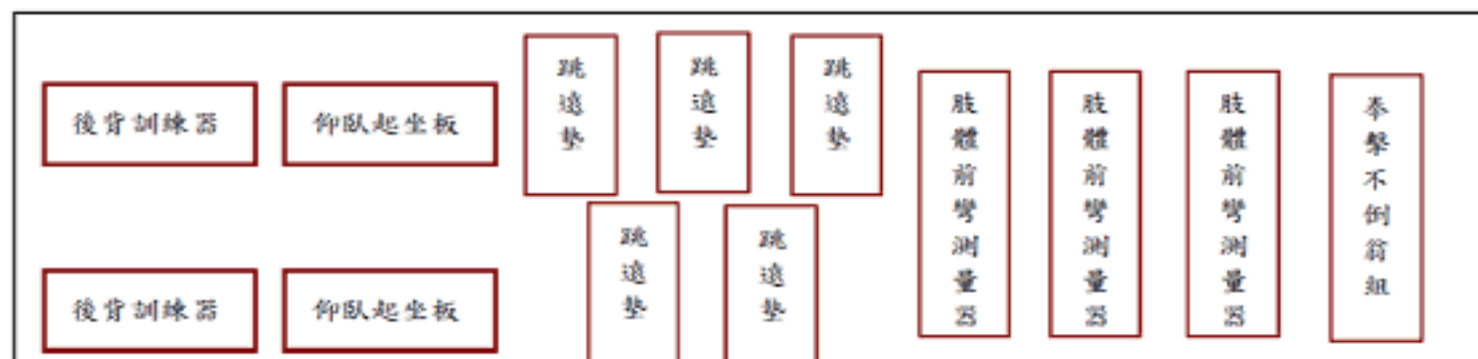 後背訓練器
仰臥起坐板
跳遠墊
跳遠墊
跳遠墊
肢體前彎測量器
肢體前彎測量器
肢體前彎測量器
拳擊不倒翁組
跳遠墊
跳遠墊
後背訓練器
仰臥起坐板